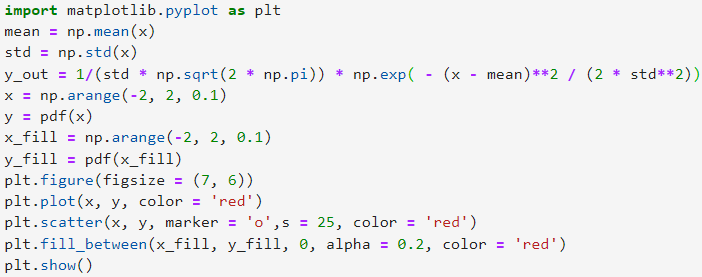 import matplotlib.pyplot as plt
mean = np.mean(x)
std = np.std(x)
y_out = 1/(std * np.sqrt(2 * np.pi)) * np.exp( - (x - mean)**2 / (2 * std**2))
x = np.arange(-2, 2, 0.1)
y = pdf(x)
x_fill = np.arange(-2, 2, 0.1)
y_fill = pdf(x_fill)
plt.figure(figsize = (7, 6))
plt.plot(x, y, color = 'red')
plt.scatter(x, y, marker = 'o',s = 25, color = 'red')
plt.fill_between(x_fill, y_fill, 0, alpha = 0.2, color = 'red')
plt.show()